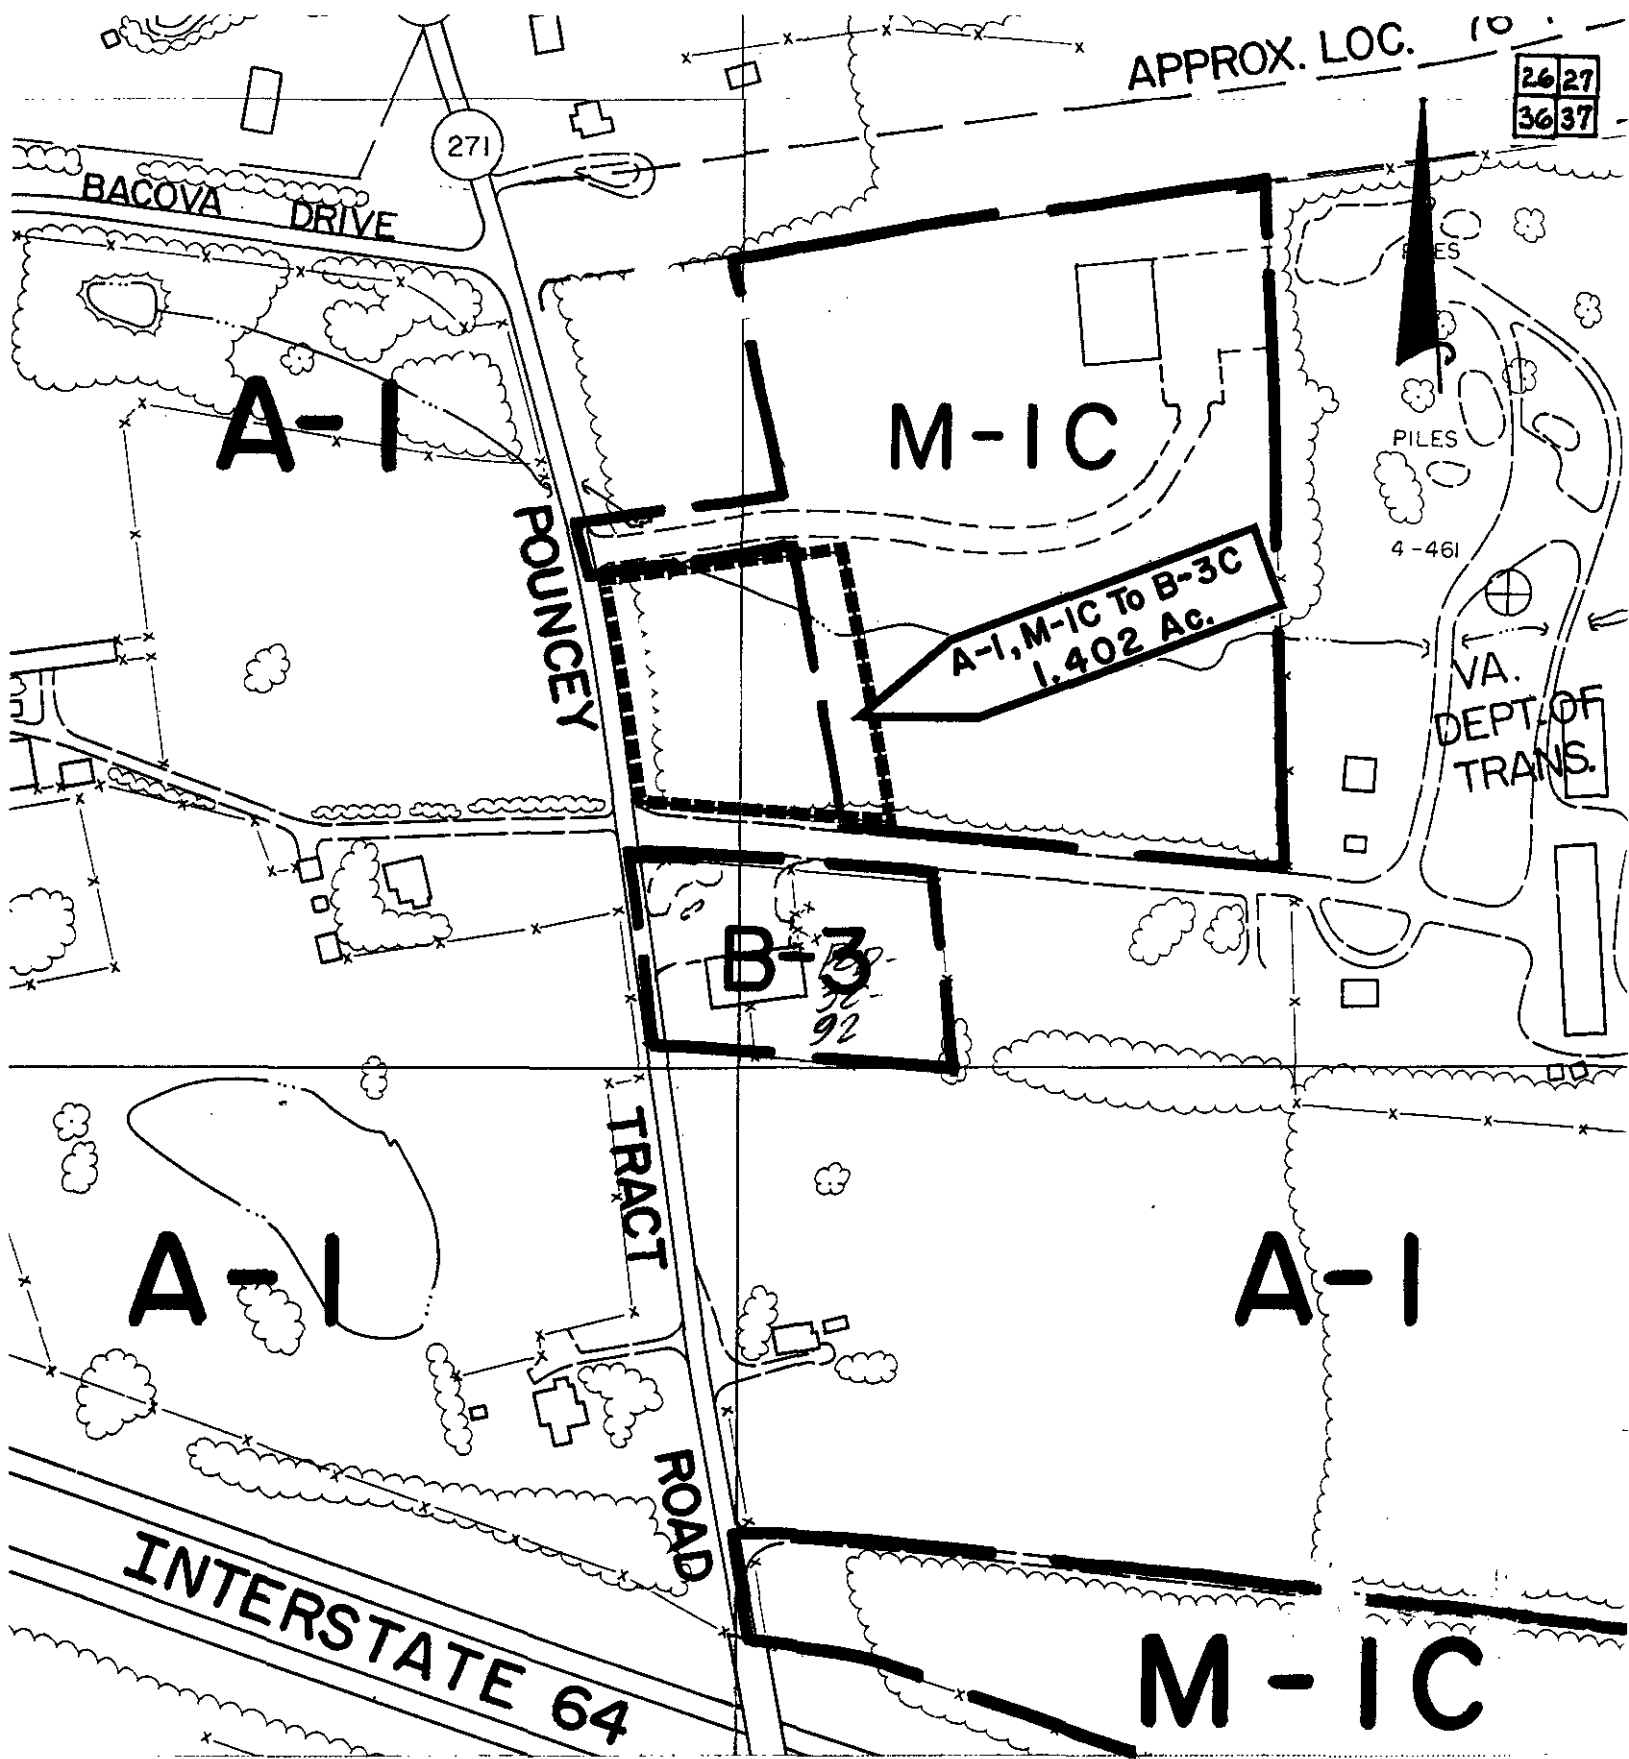 APPROX. LOC. 76
26 27
36 37
271
BACOVA DRIVE
PILES
A-1
M-1C
PILES
4-461
POUNCEY
A-1, M-1C To B-3C
1.402 Ac.
VA.
DEPT. OF
TRANS.
B-3
92
TRACT
A-1
A-1
ROAD
INTERSTATE 64
M-1C